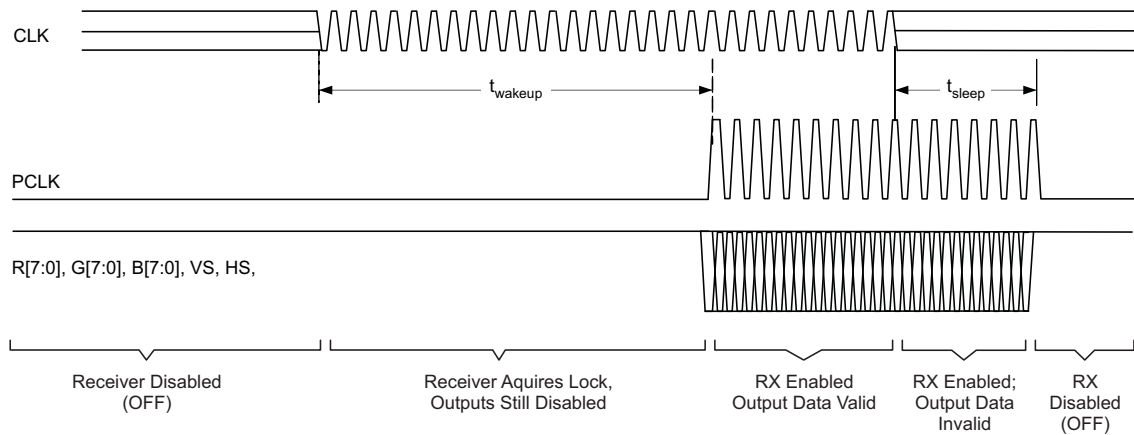 CLK
t_wakeup
t_sleep
PCLK
R[7:0], G[7:0], B[7:0], VS, HS,
Receiver Disabled
(OFF)
Receiver Aquires Lock,
Outputs Still Disabled
RX Enabled
Output Data Valid
RX Enabled;
Output Data
Invalid
RX
Disabled
(OFF)